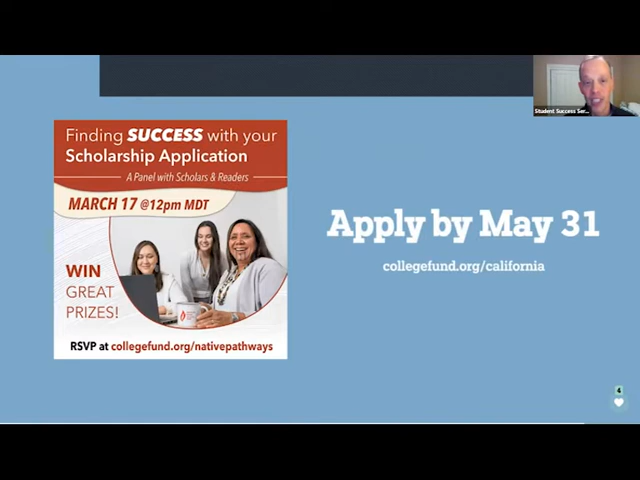 Student Success Ser...
Finding SUCCESS with your
Scholarship Application
A Panel with Scholars & Readers
MARCH 17 @12pm MDT
WIN
GREAT
PRIZES!
RSVP at collegefund.org/nativepathways
Apply by May 31
collegefund.org/california
4